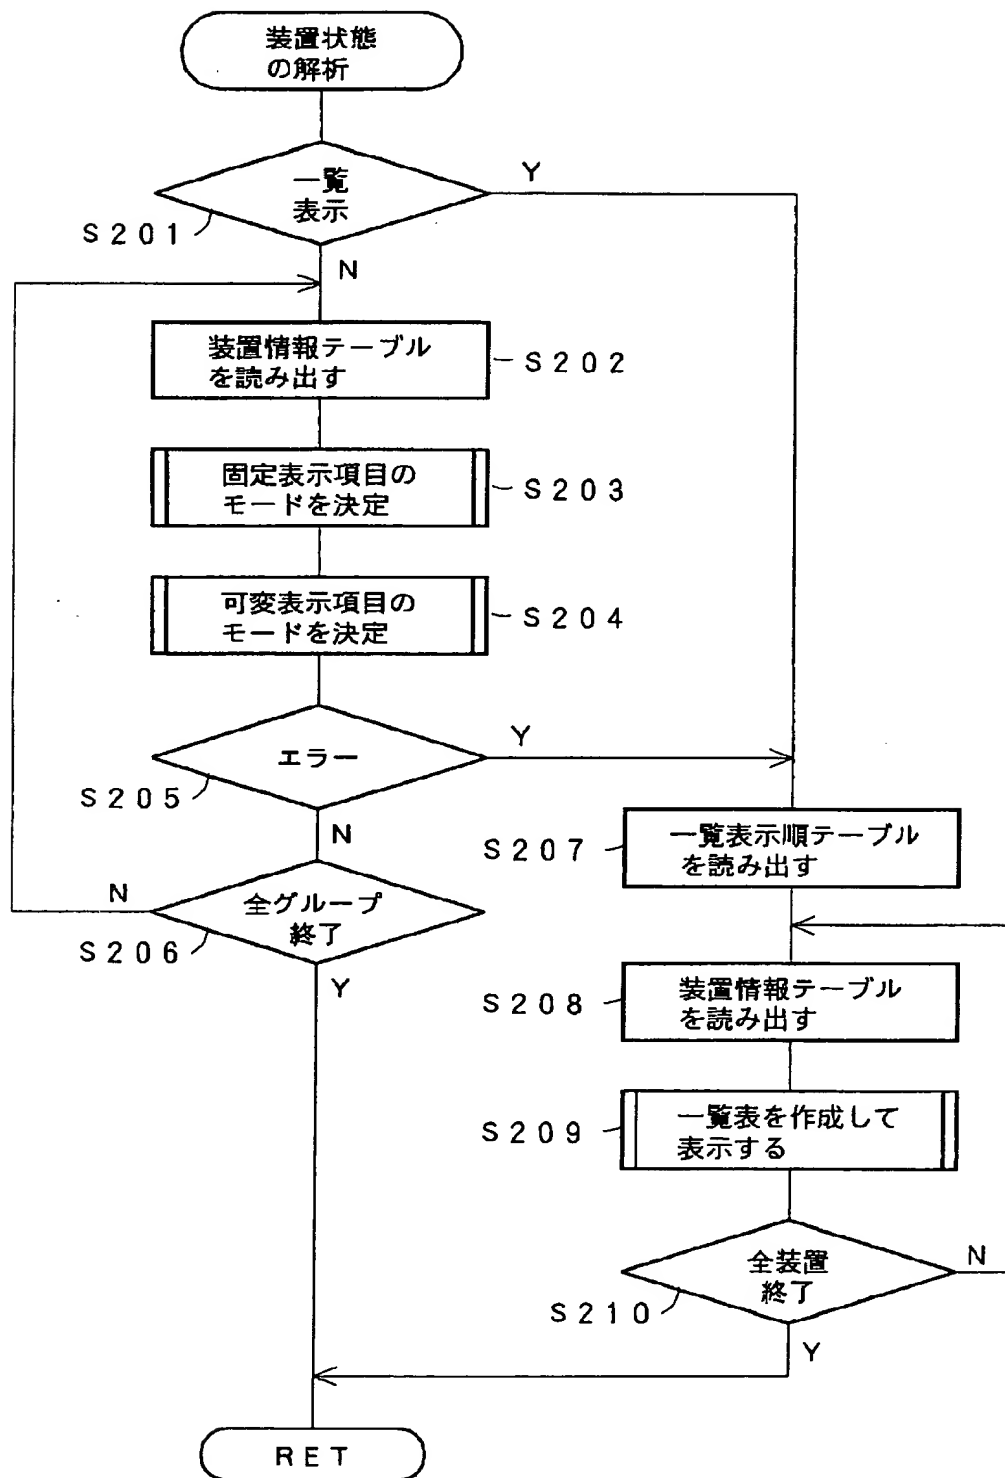 装置状態
の解析
一覧
表示
Y
S201
N
装置情報テーブル
を読み出す
S202
固定表示項目の
モードを決定
S203
可変表示項目の
モードを決定
S204
エラー
Y
S205
N
全グループ
終了
N
S206
Y
S207
一覧表示順テーブル
を読み出す
S208
装置情報テーブル
を読み出す
S209
一覧表を作成して
表示する
全装置
終了
N
S210
Y
RET